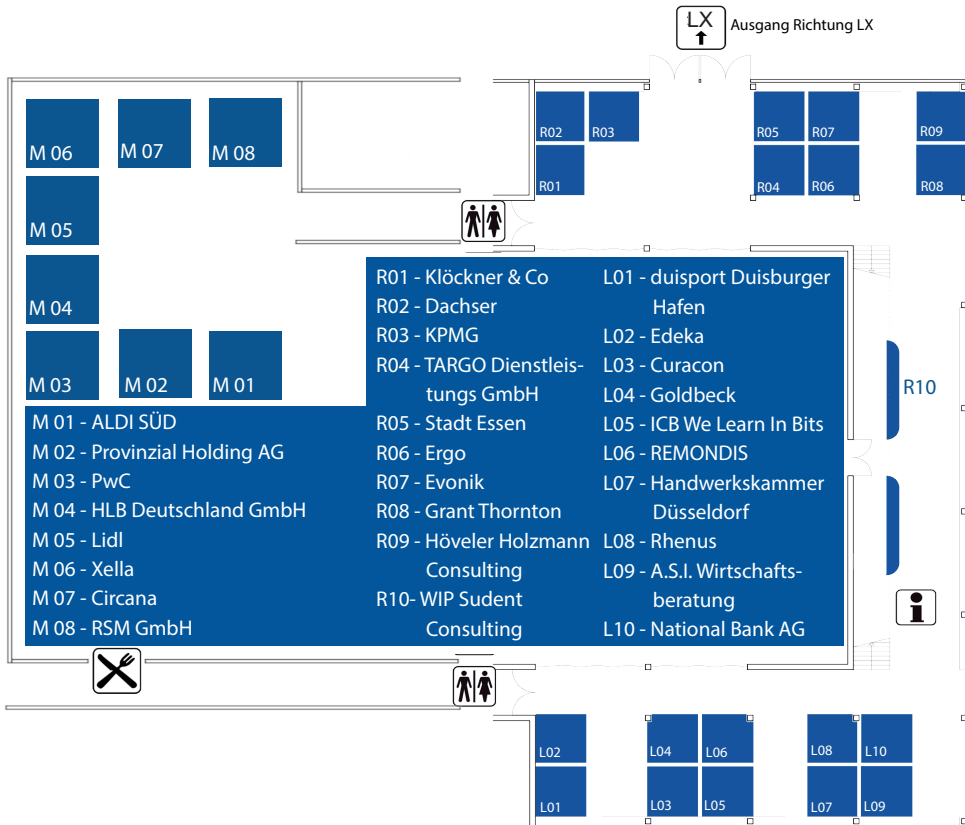 LX
Ausgang Richtung LX
M 06
M 07
M 08
R02
R03
R05
R07
R09
R01
R04
R06
R08
M 05
M 04
M 03
M 02
M 01
R01 - Klöckner & Co
R02 - Dachser
R03 - KPMG
R04 - TARGO Dienstleis-
tungs GmbH
R05 - Stadt Essen
R06 - Ergo
R07 - Evonik
R08 - Grant Thornton
R09 - Höveler Holzmann
Consulting
R10- WIP Sudent
Consulting
L01 - duisport Duisburger
Hafen
L02 - Edeka
L03 - Curacon
L04 - Goldbeck
L05 - ICB We Learn In Bits
L06 - REMONDIS
L07 - Handwerkskammer
Düsseldorf
L08 - Rhenus
L09 - A.S.I. Wirtschafts-
beratung
L10 - National Bank AG
M 01 - ALDI SÜD
M 02 - Provinzial Holding AG
M 03 - PwC
M 04 - HLB Deutschland GmbH
M 05 - Lidl
M 06 - Xella
M 07 - Circana
M 08 - RSM GmbH
R10
L02
L04
L06
L08
L10
L01
L03
L05
L07
L09